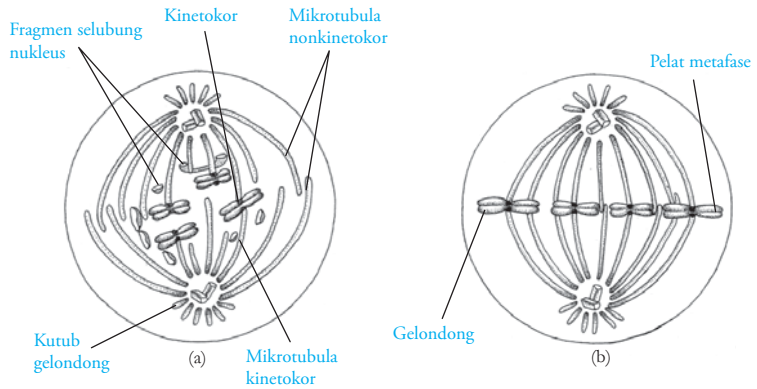 Fragmen selubung
nukleus
Kinetokor
Mikrotubula
nonkinetokor
Kutub
gelondong
(a)
Mikrotubula
kinetokor
Pelat metafase
Gelondong
(b)